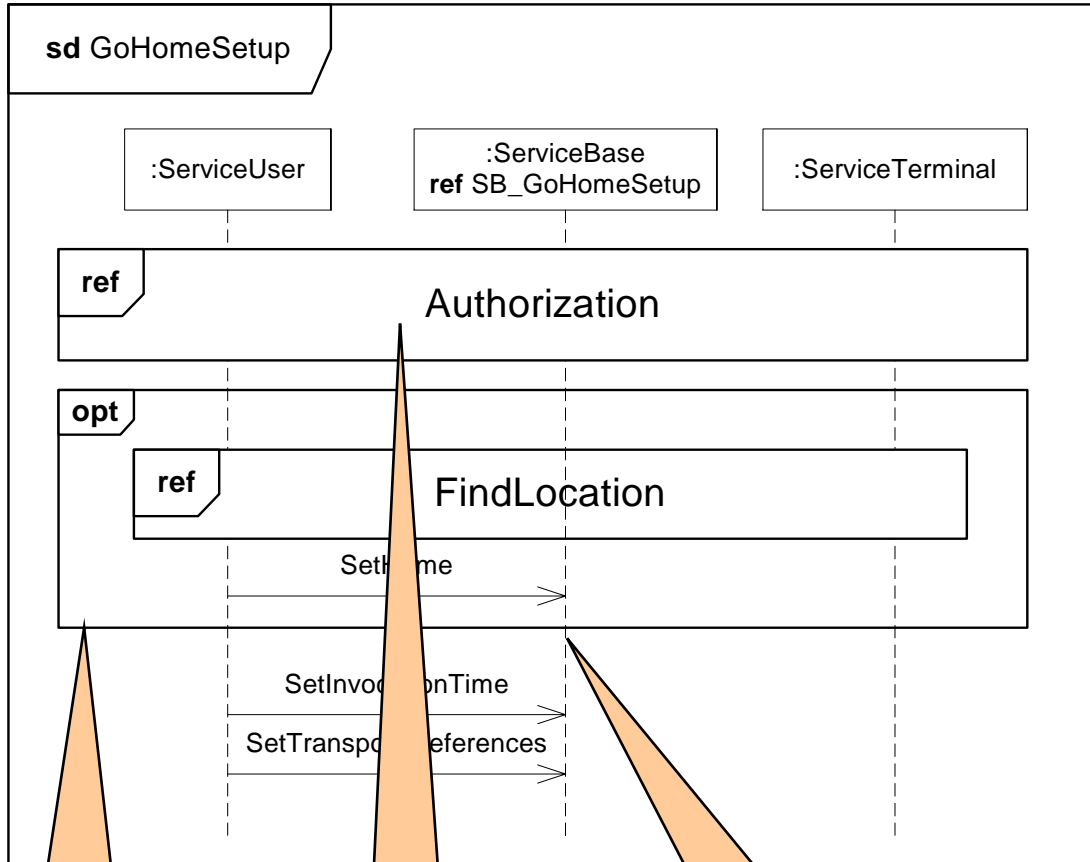 sd GoHomeSetup
:ServiceUser
:ServiceBase
ref SB_GoHomeSetup
:ServiceTerminal
ref
Authorization
opt
ref
FindLocation